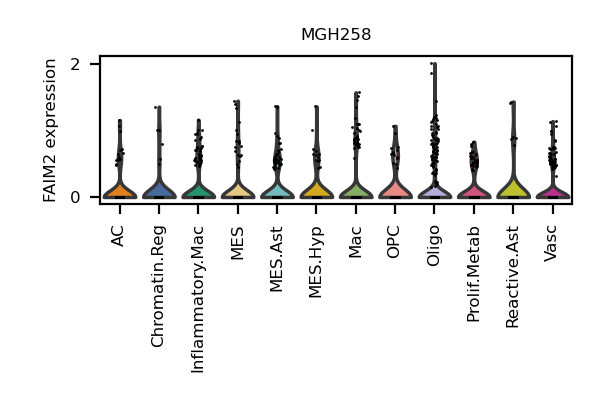 MGH258
FAIM2 expression
2
0
AC
Chromatin.Reg
Inflammatory.Mac
MES
MES.Ast
MES.Hyp
Mac
OPC
Oligo
Prolif.Metab
Reactive.Ast
Vasc